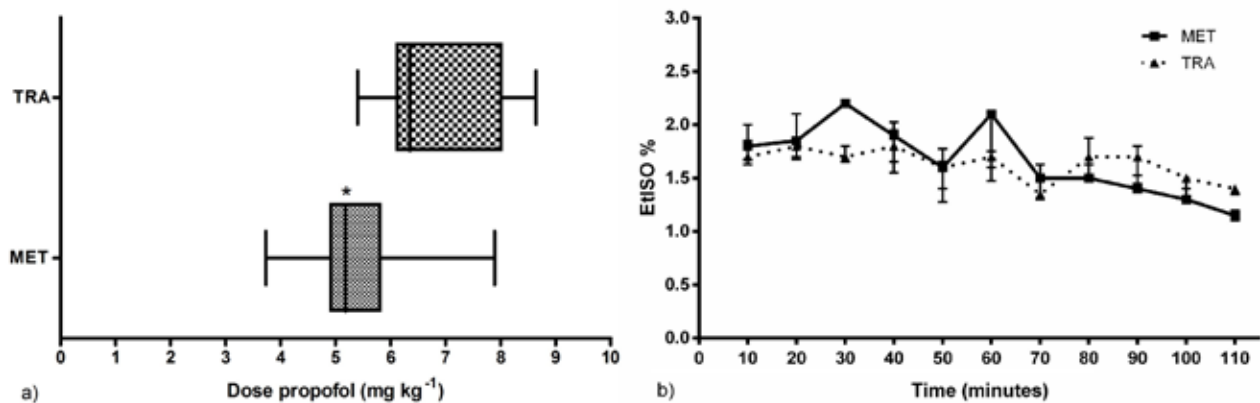 TRA
*
MET
0 1 2 3 4 5 6 7 8 9 10
a) Dose propofol (mg kg⁻¹)
MET
TRA
3.0
2.5
2.0
1.5
1.0
0.5
0.0
EtISO %
0 10 20 30 40 50 60 70 80 90 100 110
b) Time (minutes)